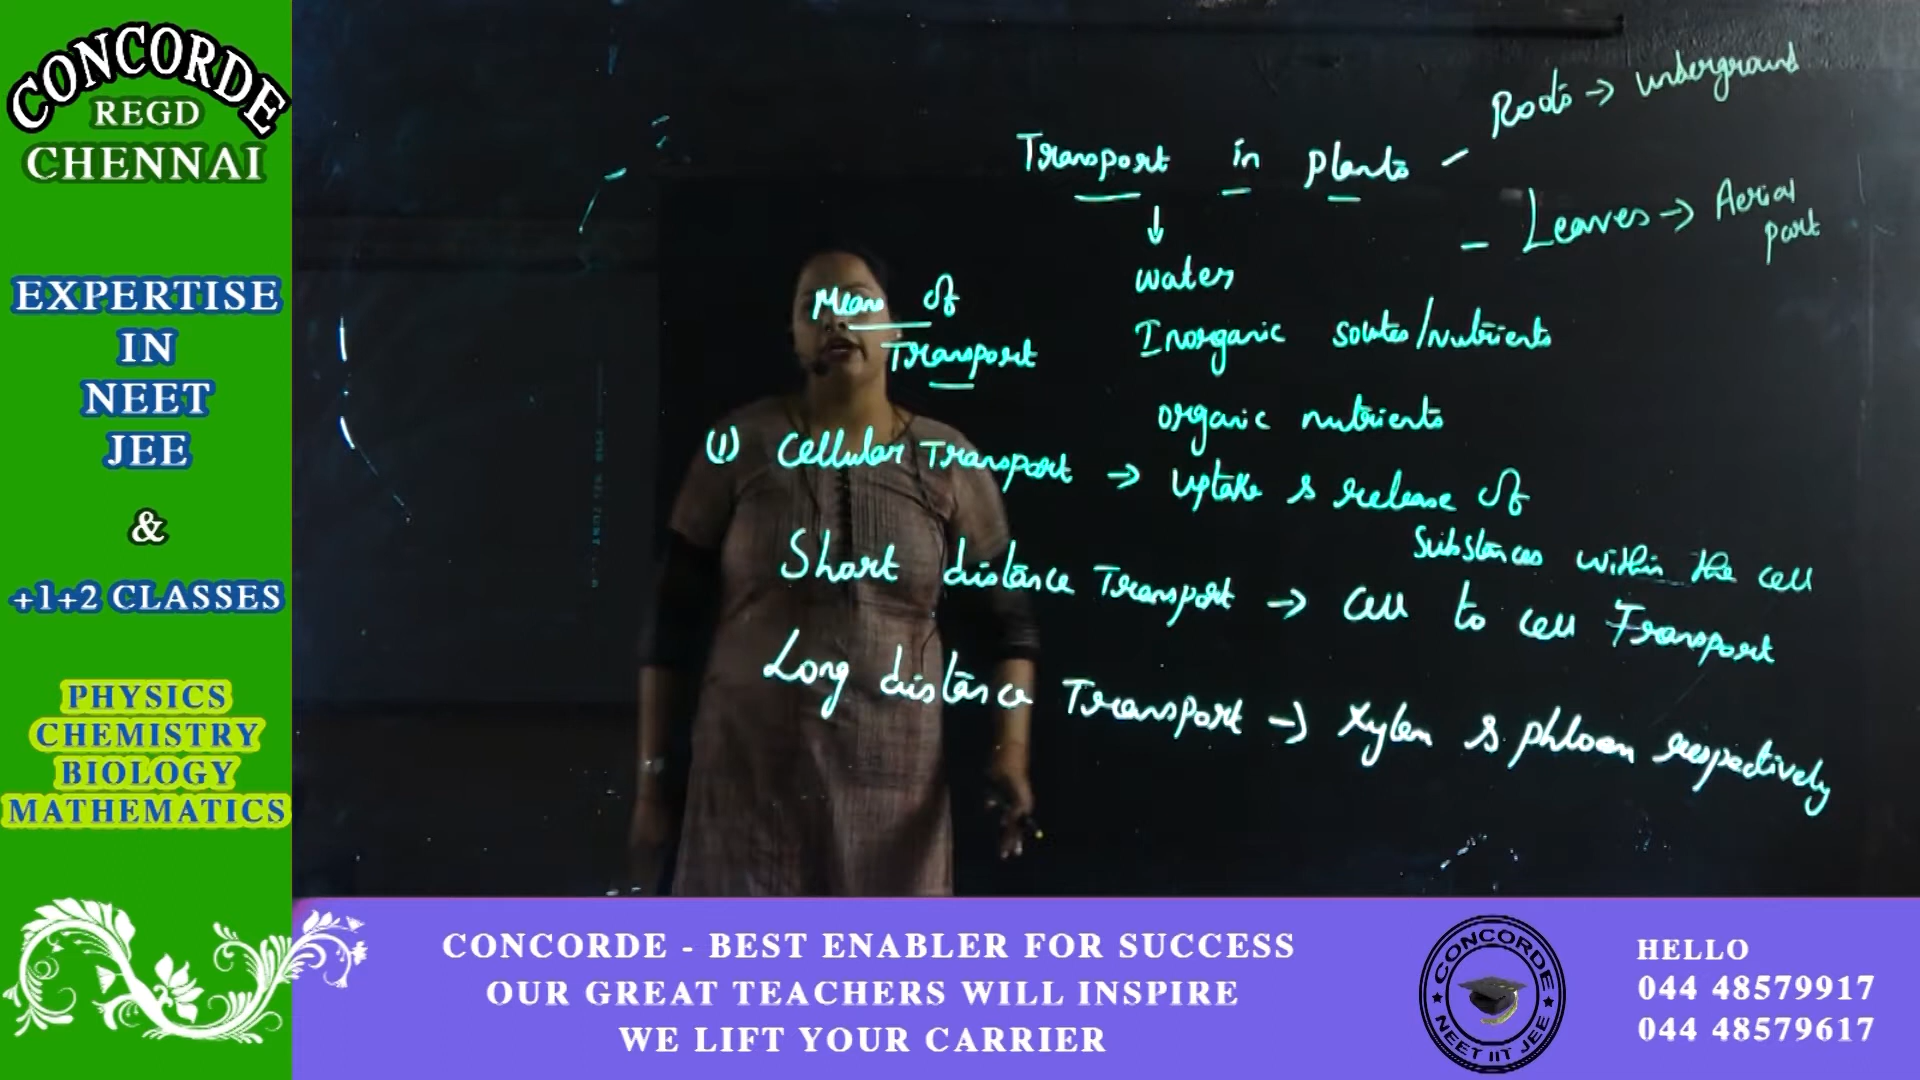 CONCORDE
REGD
CHENNAI
EXPERTISE
IN
NEET
JEE
&
+1+2 CLASSES
PHYSICS
CHEMISTRY
BIOLOGY
MATHEMATICS
Transport in plants - Roots → underground
- Leaves → Aerial part
↓
water
Inorganic solutes/nutrients
organic nutrients
Means of
Transport
(1) Cellular Transport → uptake & release of
substances within the cell
Short distance Transport → cell to cell Transport
Long distance Transport → xylem & phloem respectively
CONCORDE - BEST ENABLER FOR SUCCESS
OUR GREAT TEACHERS WILL INSPIRE
WE LIFT YOUR CARRIER
CONCORDE
NEET IIT JEE
HELLO
044 48579917
044 48579617